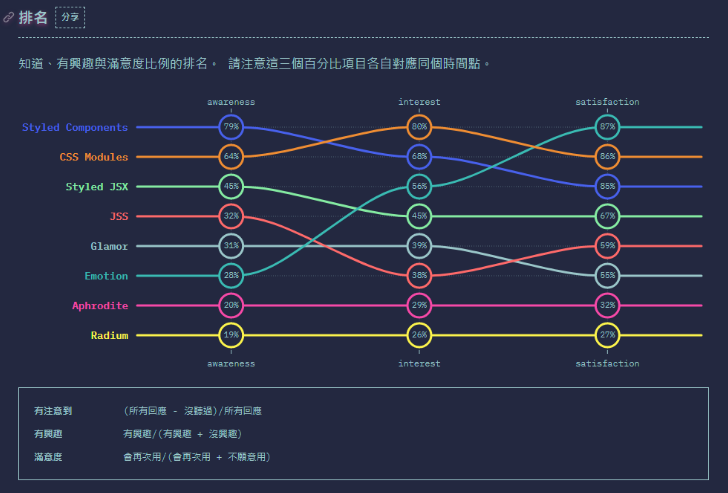 排名 分享
知道、有興趣與滿意度比例的排名。 請注意這三個百分比項目各自對應同個時間點。
awareness interest satisfaction
Styled Components 79% 80% 87%
CSS Modules 64% 68% 86%
Styled JSX 45% 56% 85%
JSS 32% 45% 67%
Glamor 31% 39% 59%
Emotion 28% 38% 55%
Aphrodite 20% 29% 32%
Radium 19% 26% 27%
awareness interest satisfaction
有注意到 (所有回應 - 沒聽過)/所有回應
有興趣 有興趣/(有興趣 + 沒興趣)
滿意度 會再次用/(會再次用 + 不願意用)